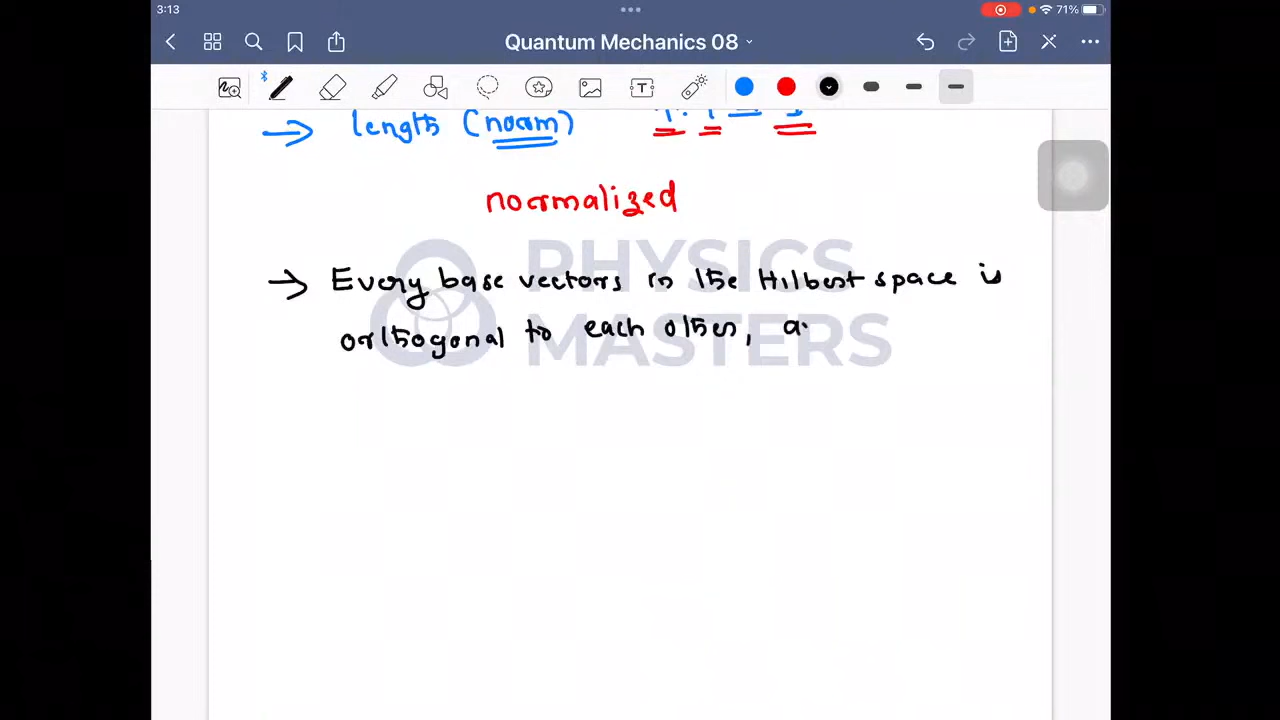 3:13
71%
Quantum Mechanics 08
T
→ length (norm)
normalized
PHYSICS
MASTERS
→ Every base vectors in the Hilbert space is
orthogonal to each other, a